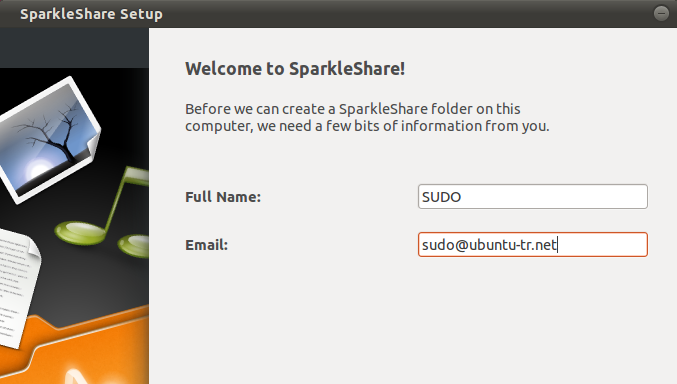 SparkleShare Setup
Welcome to SparkleShare!
Before we can create a SparkleShare folder on this
computer, we need a few bits of information from you.
Full Name: SUDO
Email: sudo@ubuntu-tr.net